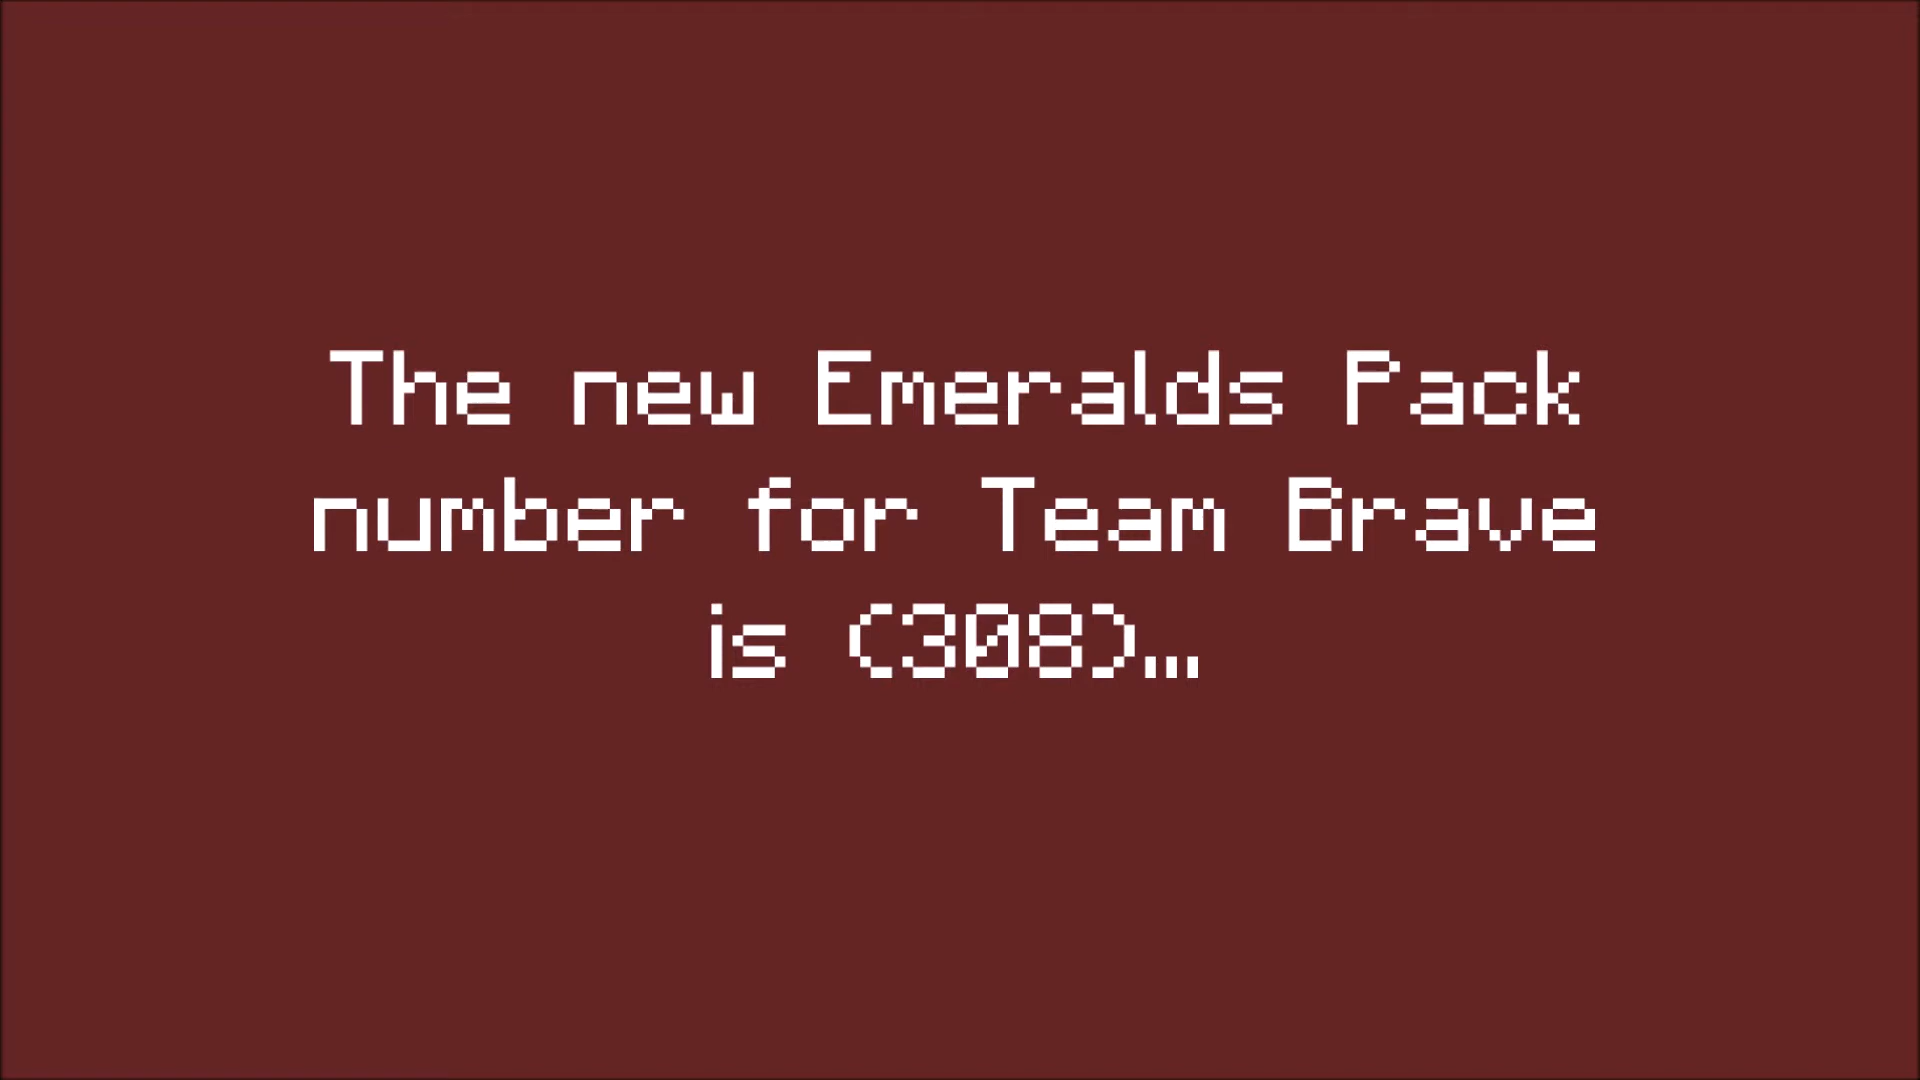 The new Emeralds Pack
number for Team Brave
is (308)...